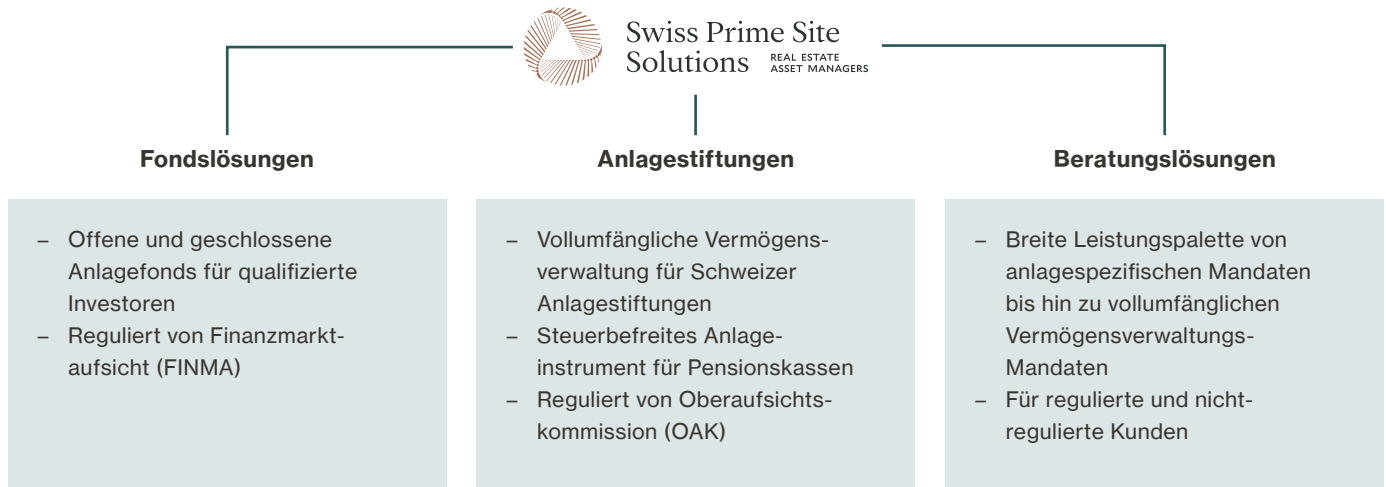 Swiss Prime Site
Solutions REAL ESTATE
ASSET MANAGERS
Fondslösungen
– Offene und geschlossene
Anlagefonds für qualifizierte
Investoren
– Reguliert von Finanzmarkt-
aufsicht (FINMA)
Anlagestiftungen
– Vollumfängliche Vermögens-
verwaltung für Schweizer
Anlagestiftungen
– Steuerbefreites Anlage-
instrument für Pensionskassen
– Reguliert von Oberaufsichts-
kommission (OAK)
Beratungslösungen
– Breite Leistungspalette von
anlagespezifischen Mandaten
bis hin zu vollumfänglichen
Vermögensverwaltungs-
Mandaten
– Für regulierte und nicht-
regulierte Kunden